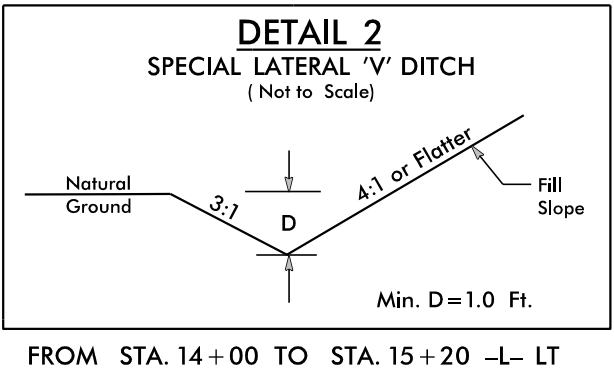 DETAIL 2
SPECIAL LATERAL 'V' DITCH
( Not to Scale)
Natural
Ground
3:1
D
4:1 or Flatter
Fill
Slope
Min. D=1.0 Ft.
FROM STA. 14+00 TO STA. 15+20 -L- LT